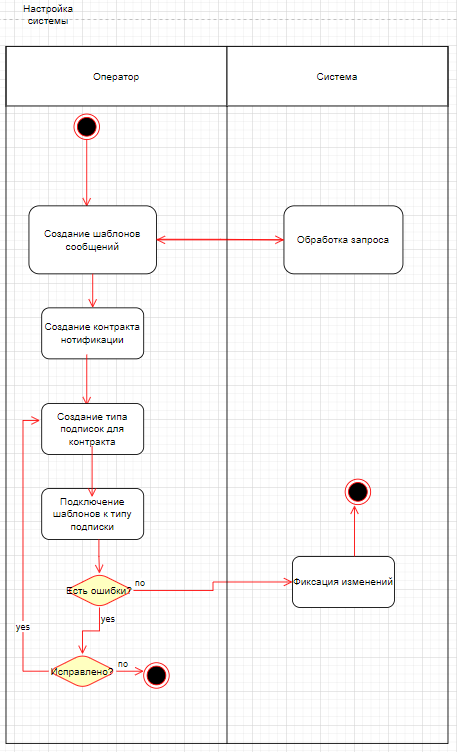 Настройка
системы
Оператор
Система
Создание шаблонов
сообщений
Обработка запроса
Создание контракта
нотификации
Создание типа
подписок для
контракта
Подключение
шаблонов к типу
подписки
Есть ошибки?
no
Фиксация изменений
yes
yes
Исправлено?
no